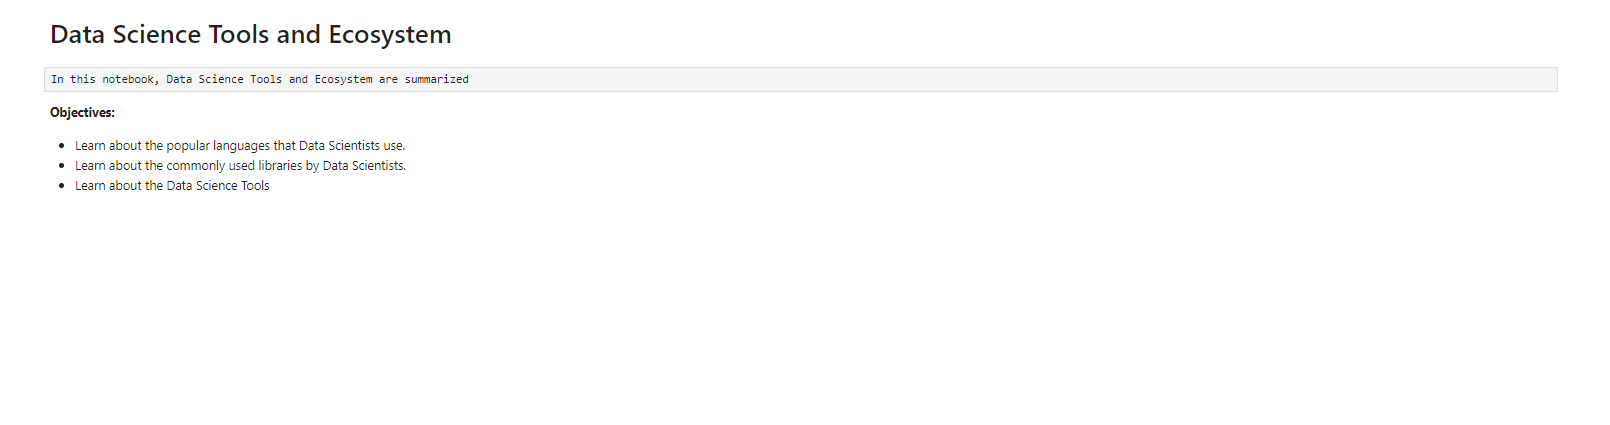 Data Science Tools and Ecosystem
In this notebook, Data Science Tools and Ecosystem are summarized
Objectives:
Learn about the popular languages that Data Scientists use.
Learn about the commonly used libraries by Data Scientists.
Learn about the Data Science Tools